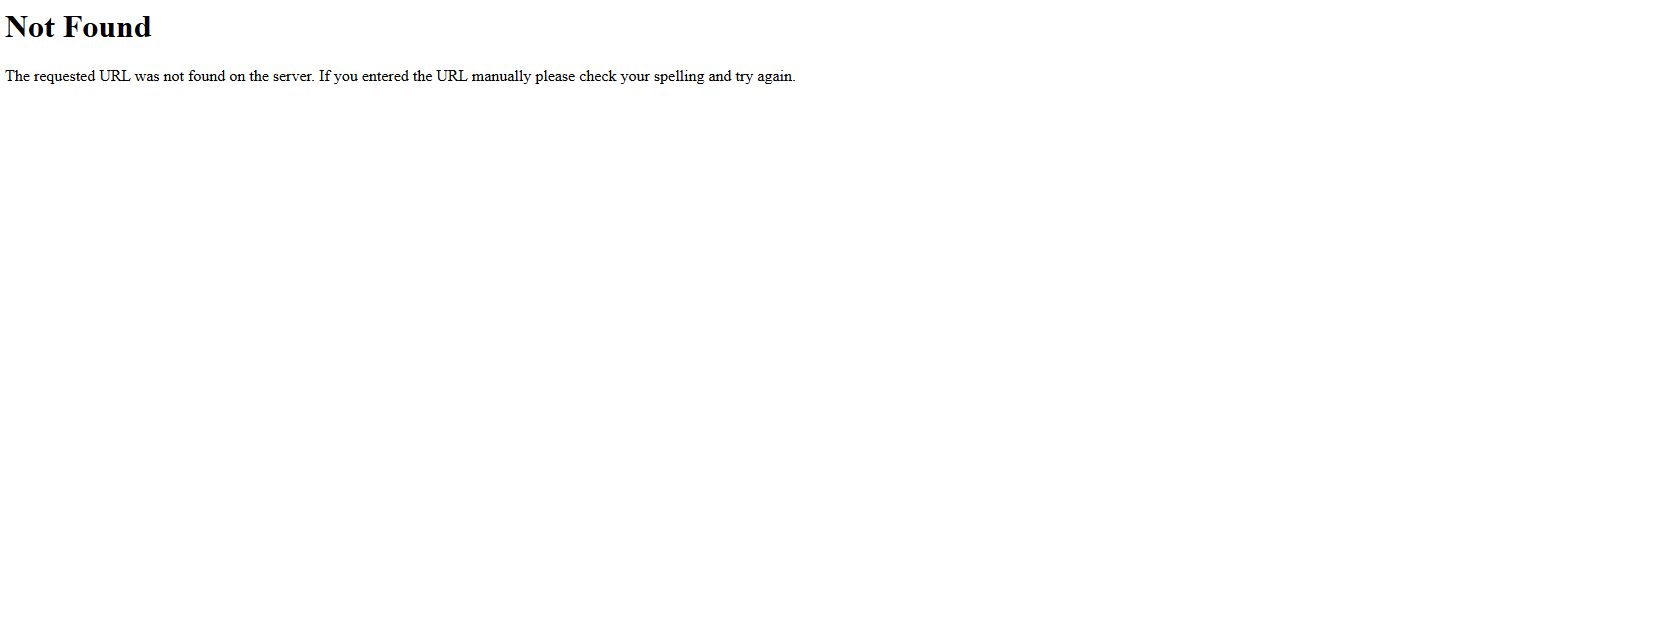 Not Found
The requested URL was not found on the server. If you entered the URL manually please check your spelling and try again.